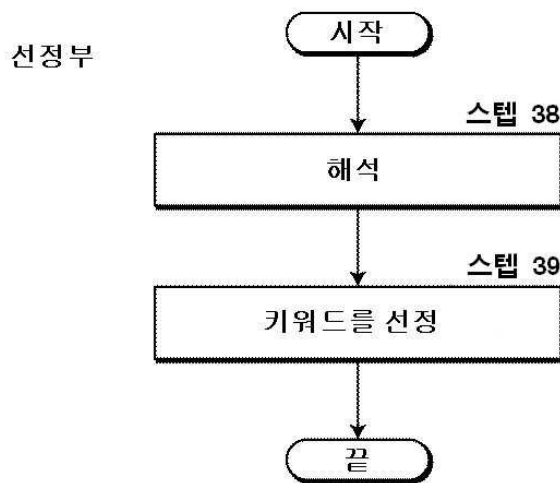 시작
선정부
스텝 38
해석
스텝 39
키워드를 선정
끝